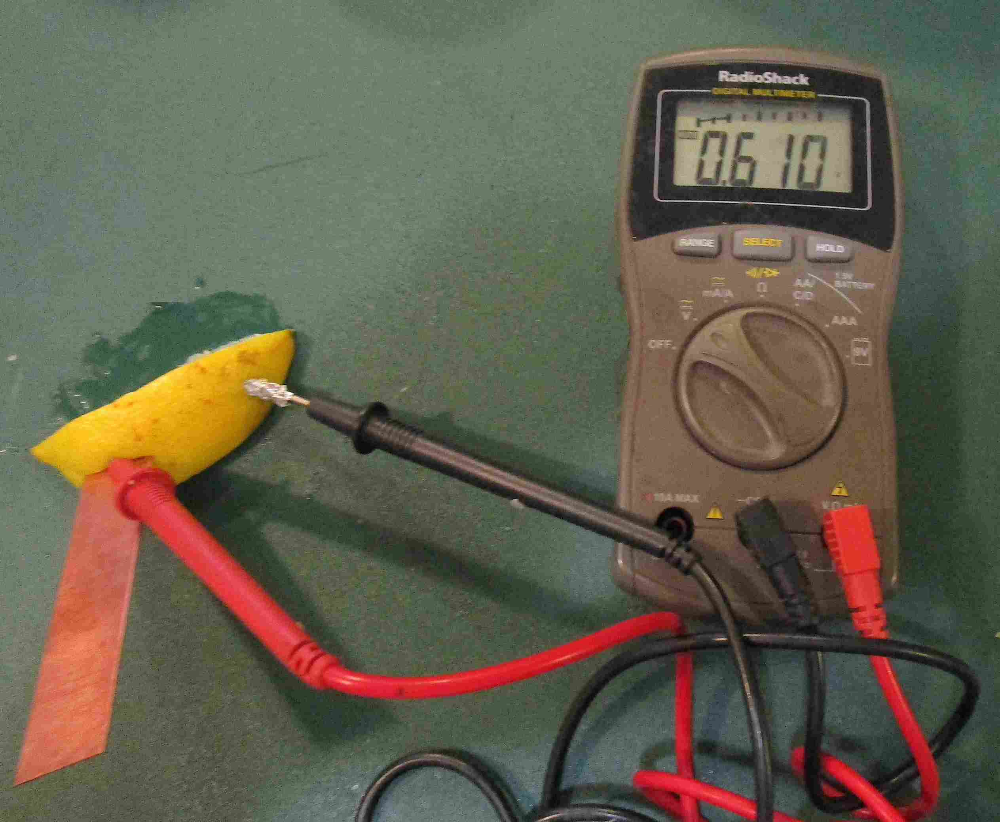 RadioShack
DIGITAL MULTIMETER
0.610
RANGE SELECT HOLD
1.5V
BATTERY
AA/
C/D
mA/A
Ω
V
AAA
OFF
9V
10A MAX